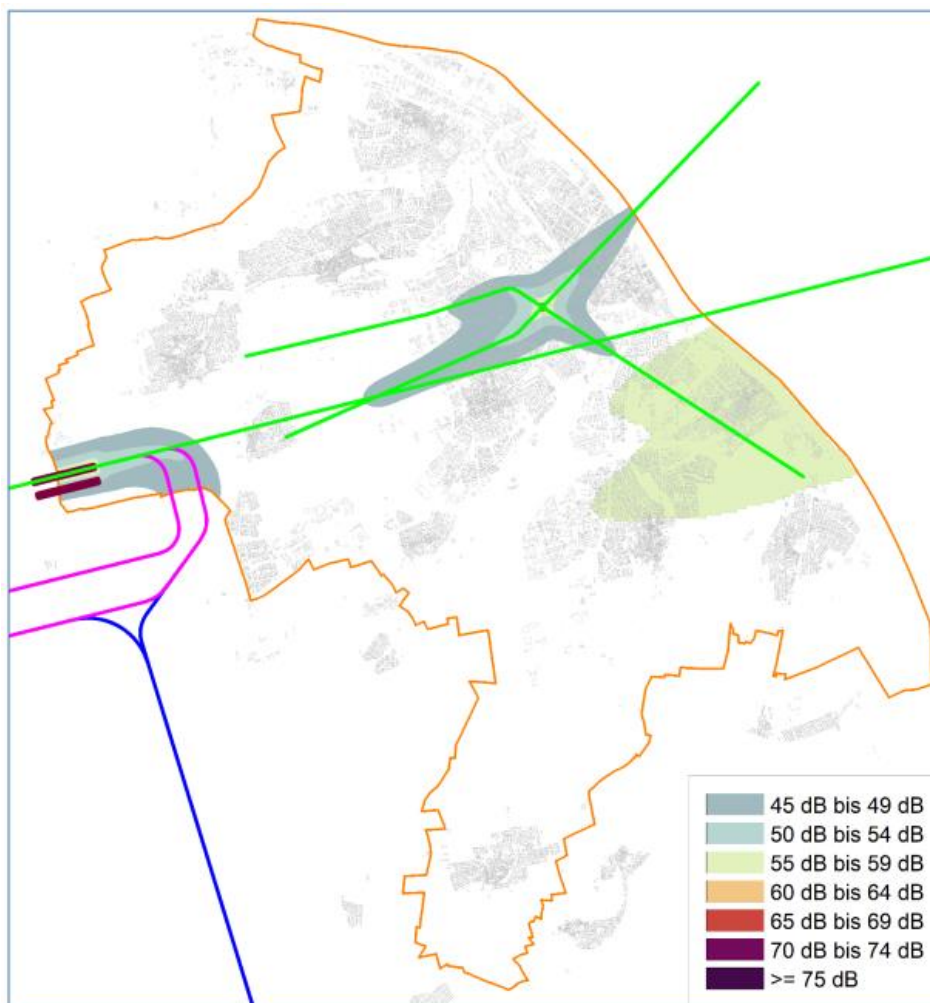 45 dB bis 49 dB
50 dB bis 54 dB
55 dB bis 59 dB
60 dB bis 64 dB
65 dB bis 69 dB
70 dB bis 74 dB
>= 75 dB